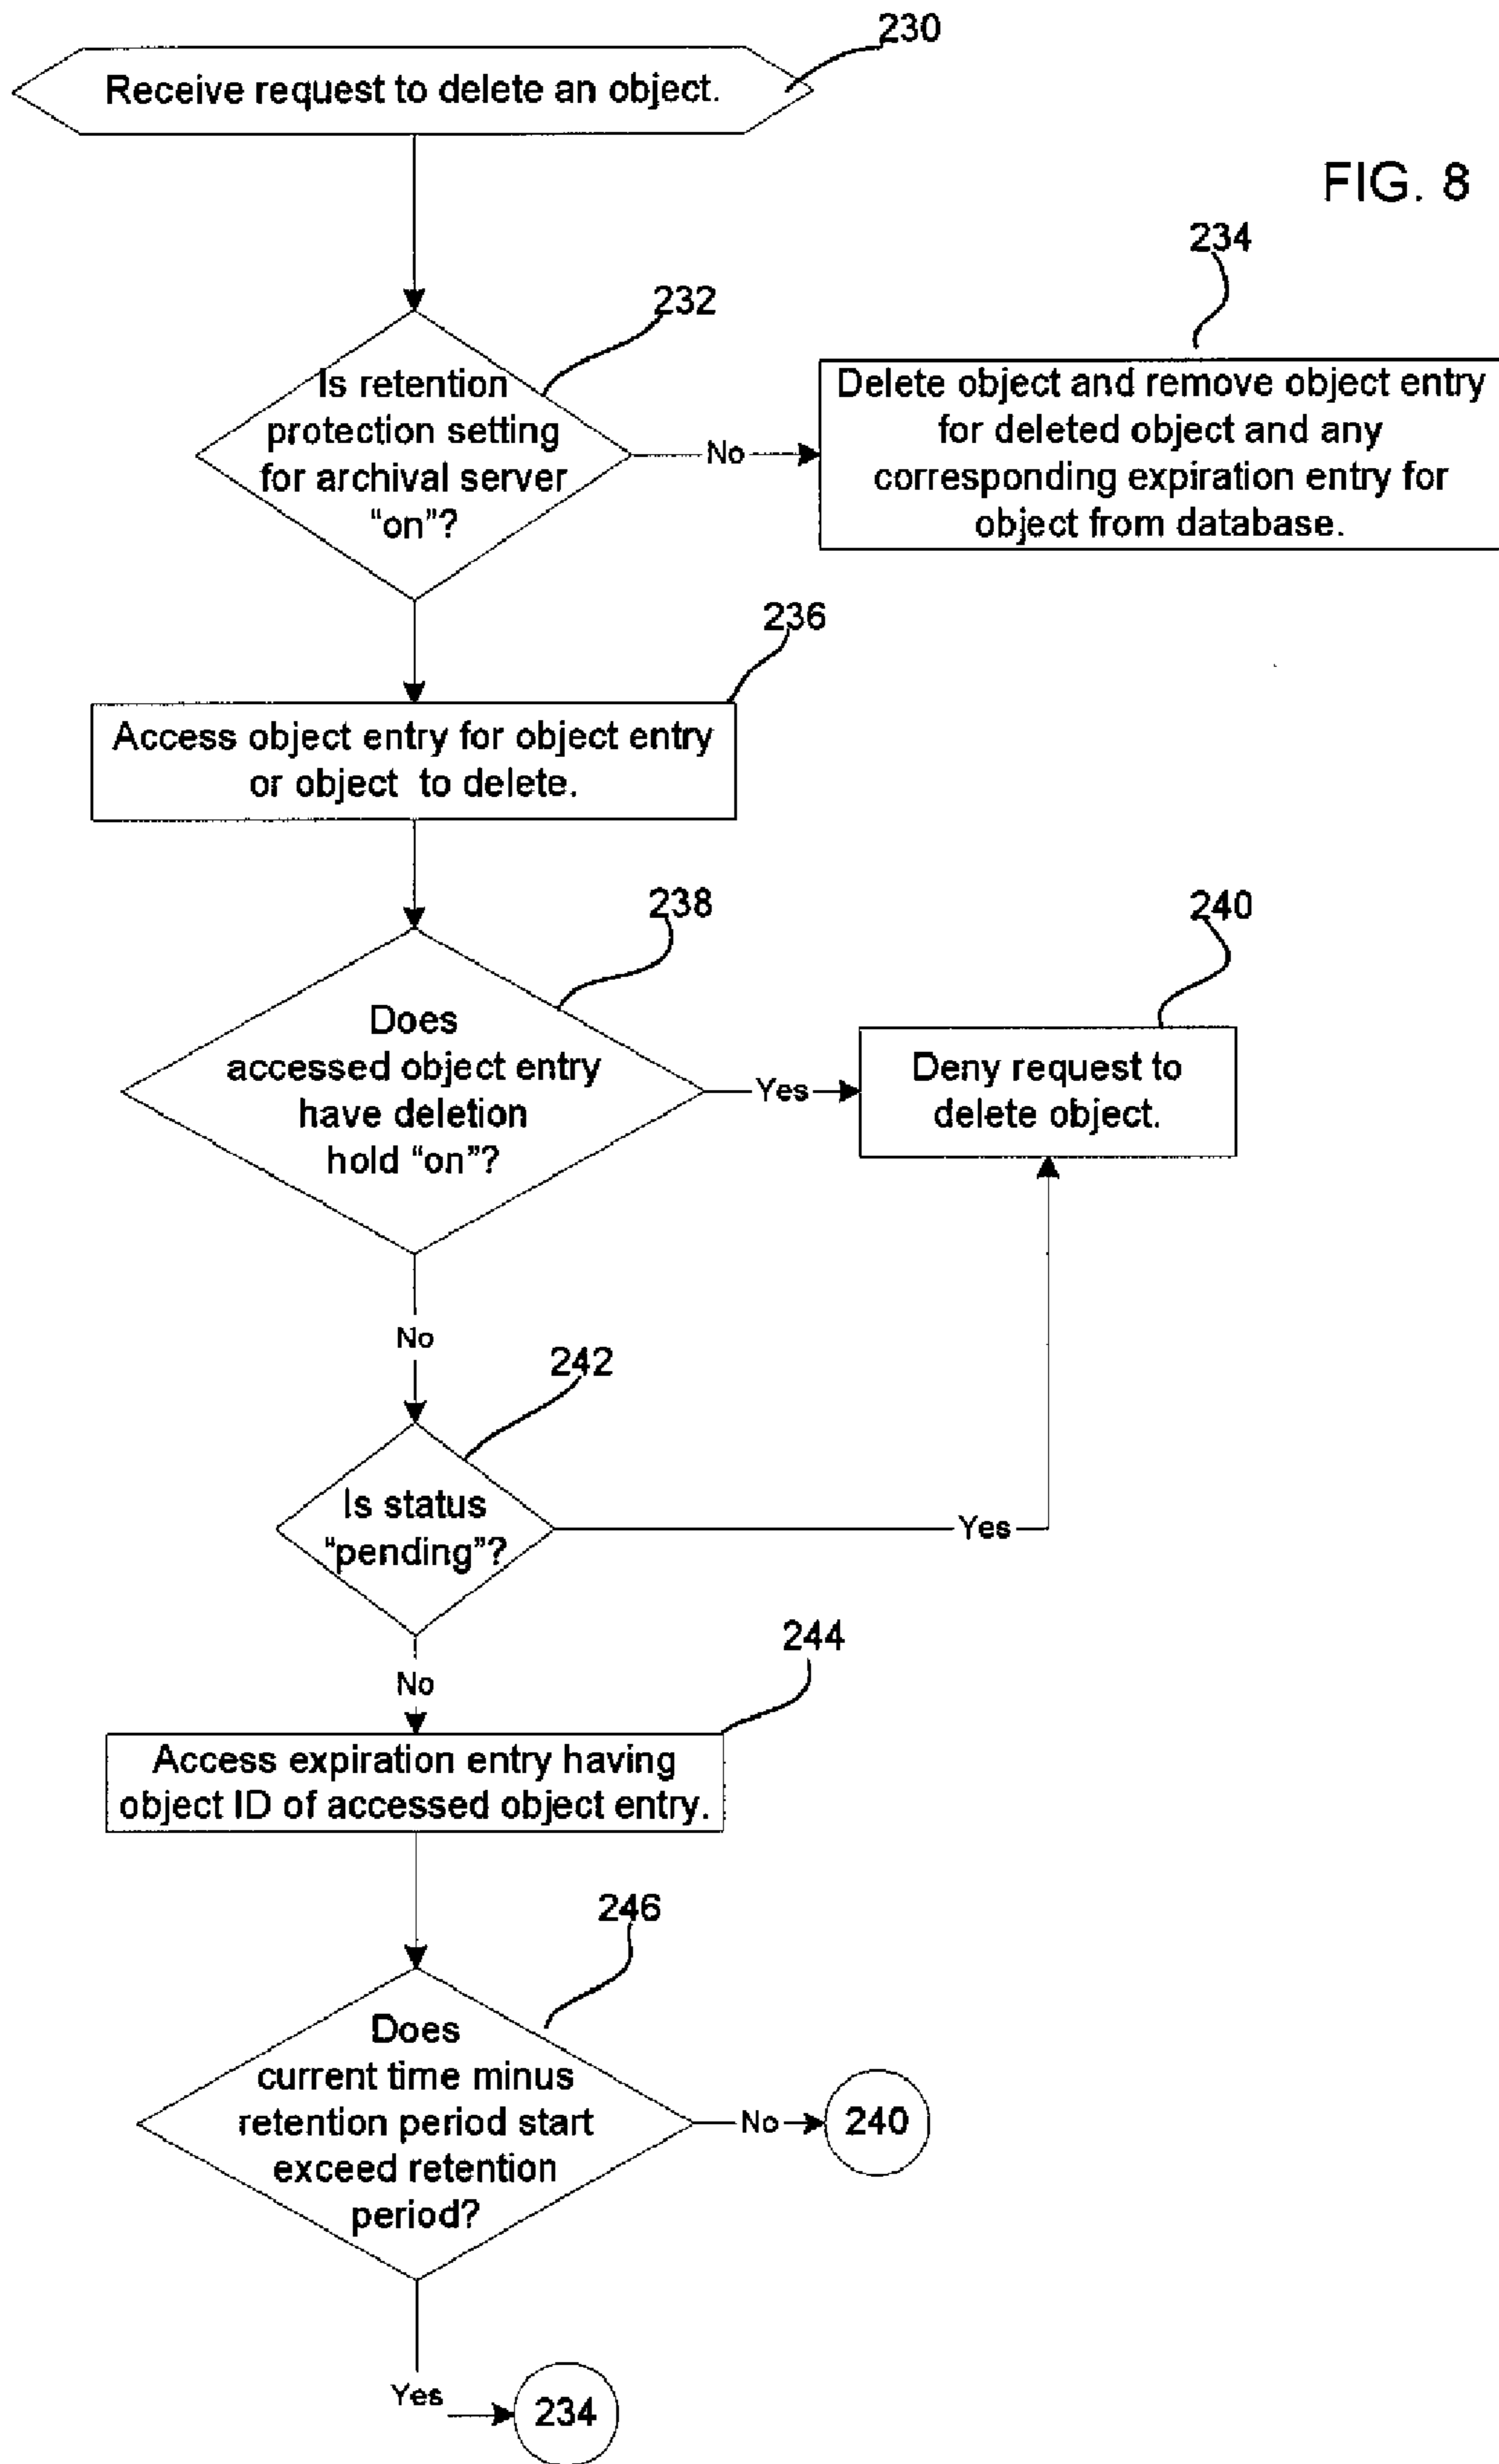 230
Receive request to delete an object.
FIG. 8
234
232
Is retention
protection setting
for archival server
“on”?
No
Delete object and remove object entry
for deleted object and any
corresponding expiration entry for
object from database.
236
Access object entry for object entry
or object to delete.
238
240
Does
accessed object entry
have deletion
hold “on”?
Yes
Deny request to
delete object.
No
242
Is status
“pending”?
Yes
244
No
Access expiration entry having
object ID of accessed object entry.
246
Does
current time minus
retention period start
exceed retention
period?
No
240
Yes
234